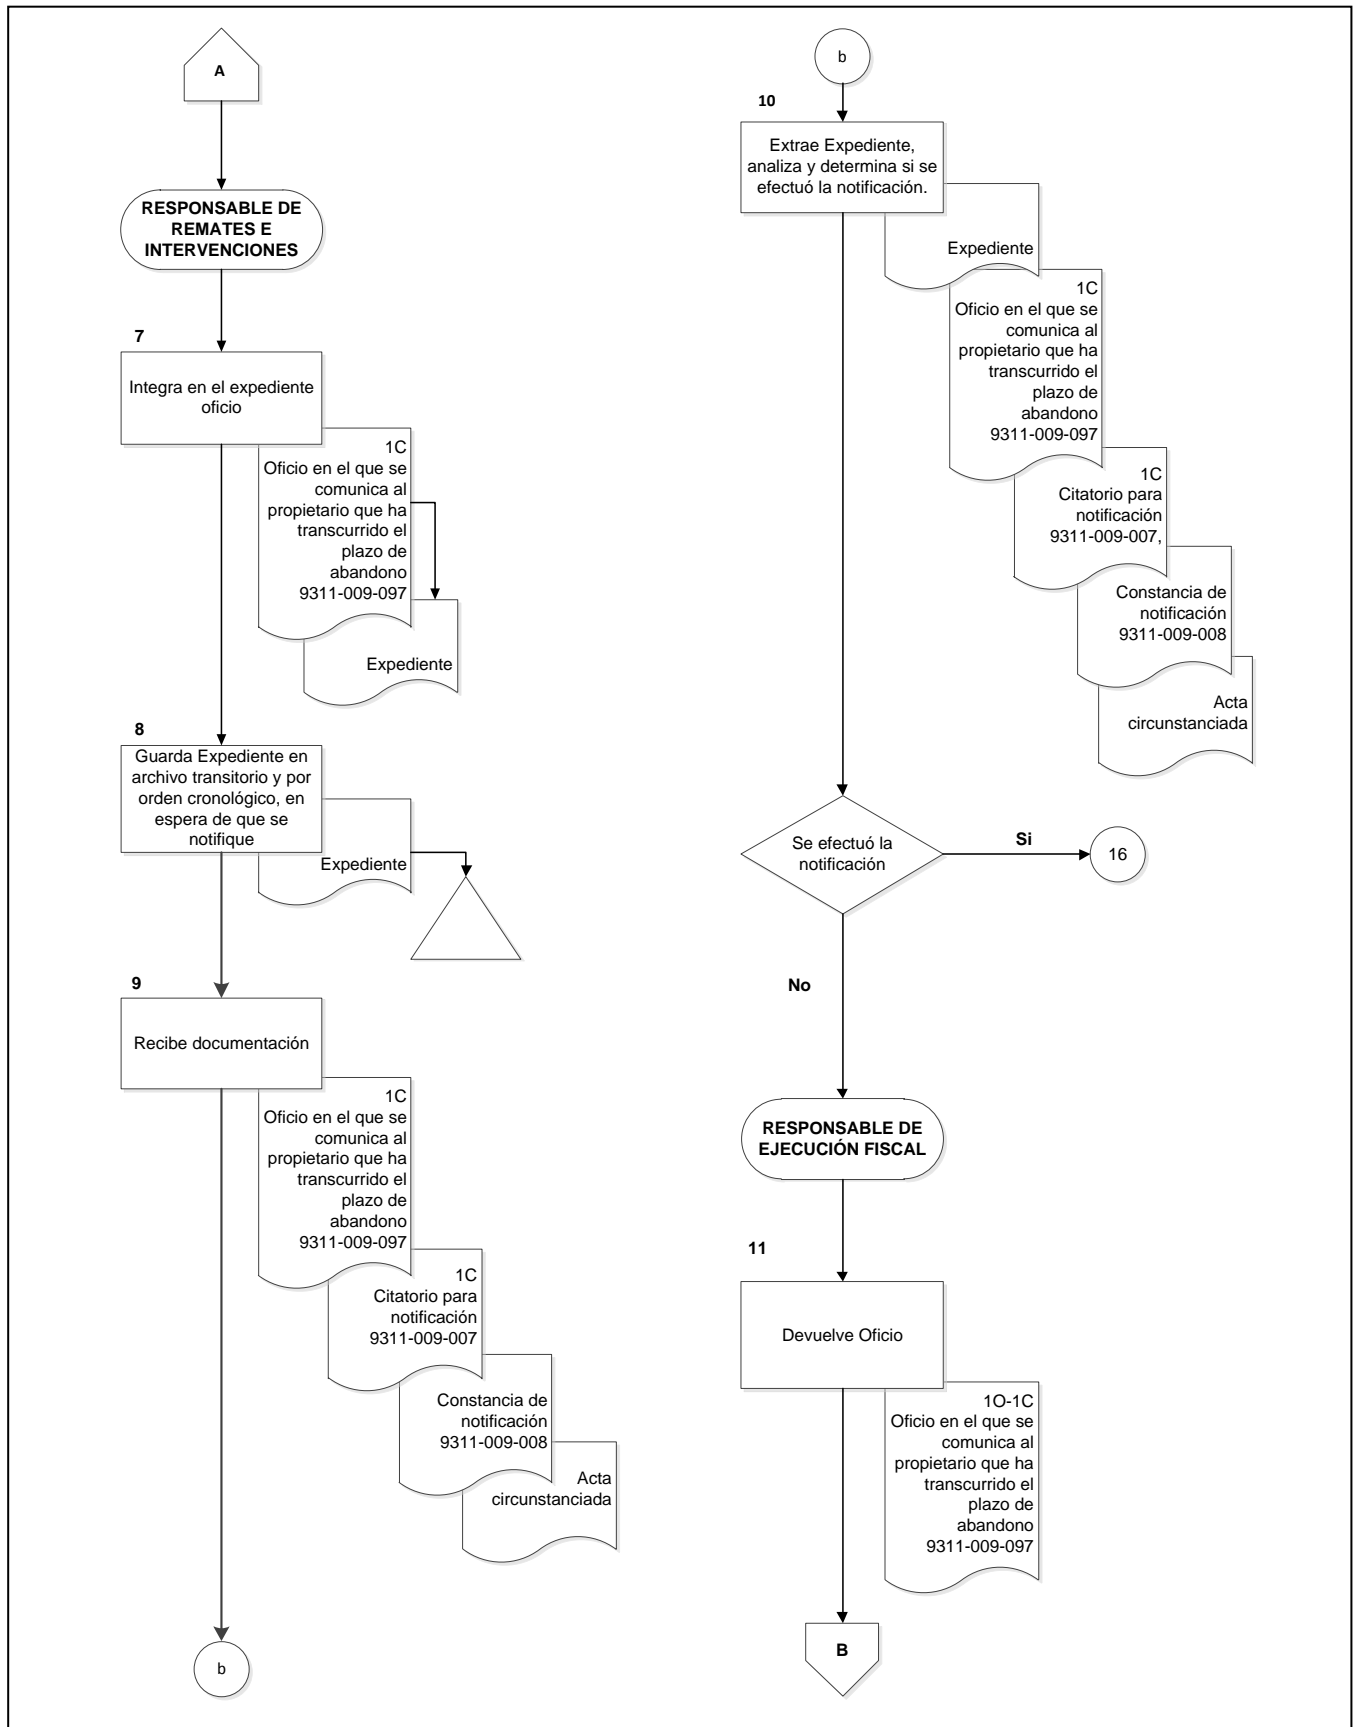 A
RESPONSABLE DE
REMATES E
INTERVENCIONES
7
Integra en el expediente
oficio
1C
Oficio en el que se
comunica al
propietario que ha
transcurrido el
plazo de
abandono
9311-009-097
Expediente
8
Guarda Expediente en
archivo transitorio y por
orden cronológico, en
espera de que se
notifique
Expediente
9
Recibe documentación
1C
Oficio en el que se
comunica al
propietario que ha
transcurrido el
plazo de
abandono
9311-009-097
1C
Citatorio para
notificación
9311-009-007
Constancia de
notificación
9311-009-008
Acta
circunstanciada
b
b
10
Extrae Expediente,
analiza y determina si se
efectuó la notificación.
Expediente
1C
Oficio en el que se
comunica al
propietario que ha
transcurrido el
plazo de
abandono
9311-009-097
1C
Citatorio para
notificación
9311-009-007,
Constancia de
notificación
9311-009-008
Acta
circunstanciada
Se efectuó la
notificación
Si
16
No
RESPONSABLE DE
EJECUCIÓN FISCAL
11
Devuelve Oficio
1O-1C
Oficio en el que se
comunica al
propietario que ha
transcurrido el
plazo de
abandono
9311-009-097
B